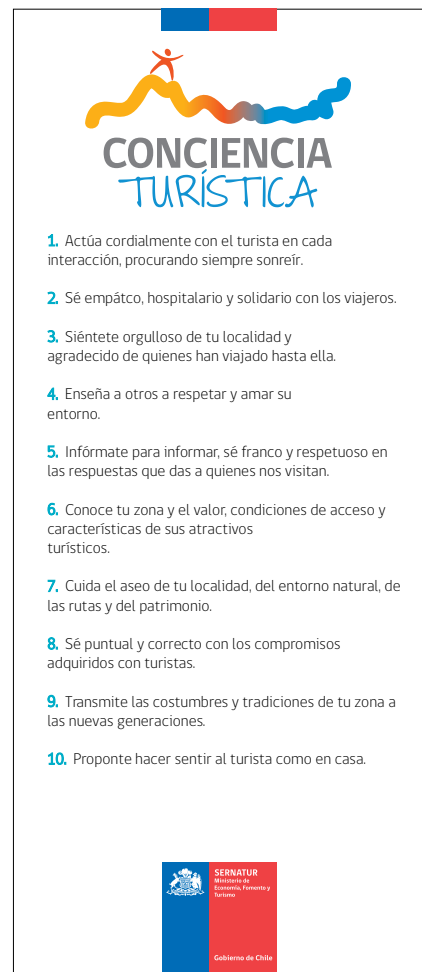 CONCIENCIA
TURÍSTICA
1. Actúa cordialmente con el turista en cada
interacción, procurando siempre sonreír.
2. Sé empátco, hospitalario y solidario con los viajeros.
3. Siéntete orgulloso de tu localidad y
agradecido de quienes han viajado hasta ella.
4. Enseña a otros a respetar y amar su
entorno.
5. Infórmate para informar, sé franco y respetuoso en
las respuestas que das a quienes nos visitan.
6. Conoce tu zona y el valor, condiciones de acceso y
características de sus atractivos
turísticos.
7. Cuida el aseo de tu localidad, del entorno natural, de
las rutas y del patrimonio.
8. Sé puntual y correcto con los compromisos
adquiridos con turistas.
9. Transmite las costumbres y tradiciones de tu zona a
las nuevas generaciones.
10. Proponte hacer sentir al turista como en casa.
SERNATUR
Ministerio de
Economía, Fomento y
Turismo
Gobierno de Chile